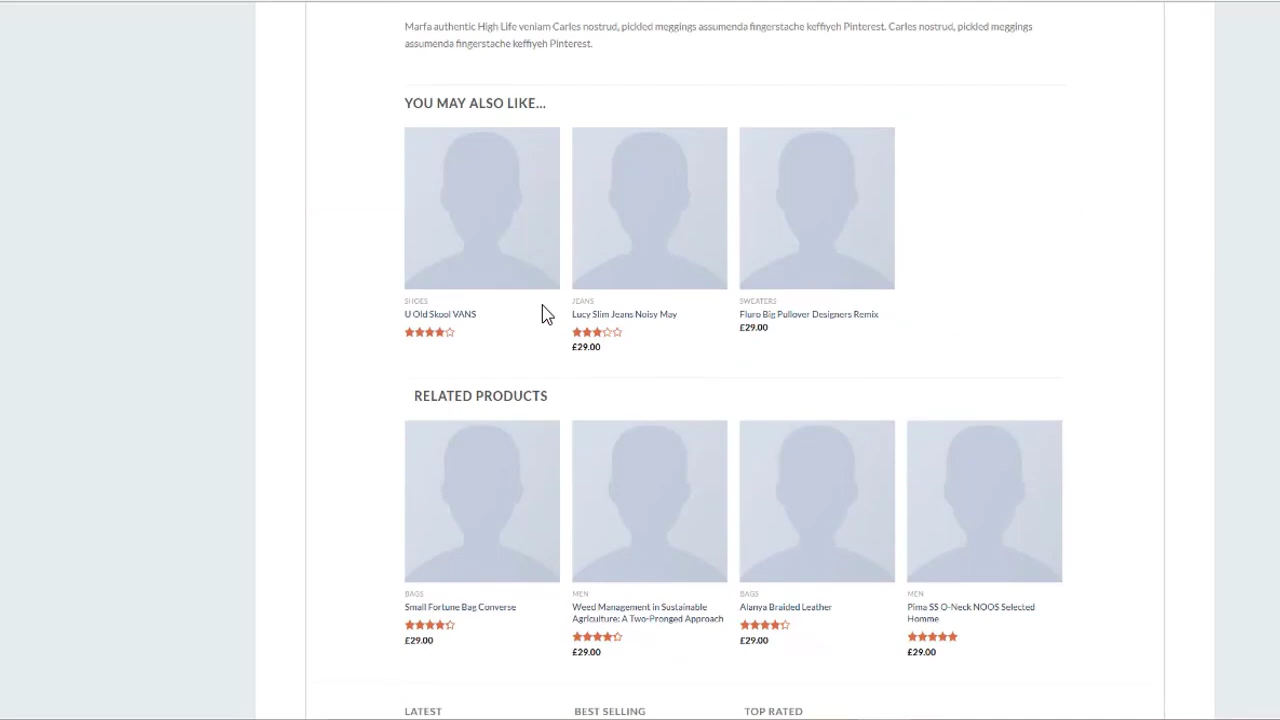 Marfa authentic High Life veniam Carles nostrud, pickled meggings assumenda fingerstache keffiyeh Pinterest. Carles nostrud, pickled meggings
assumenda fingerstache keffiyeh Pinterest.
YOU MAY ALSO LIKE...
SHOES
U Old Skool VANS
JEANS
Lucy Slim Jeans Noisy May
£29.00
SWEATERS
Fluro Big Pullover Designers Remix
£29.00
RELATED PRODUCTS
BAGS
Small Fortune Bag Converse
£29.00
MEN
Weed Management in Sustainable
Agriculture: A Two-Pronged Approach
£29.00
BAGS
Alanya Braided Leather
£29.00
MEN
Pima SS O-Neck NOOS Selected
Homme
£29.00
LATEST
BEST SELLING
TOP RATED